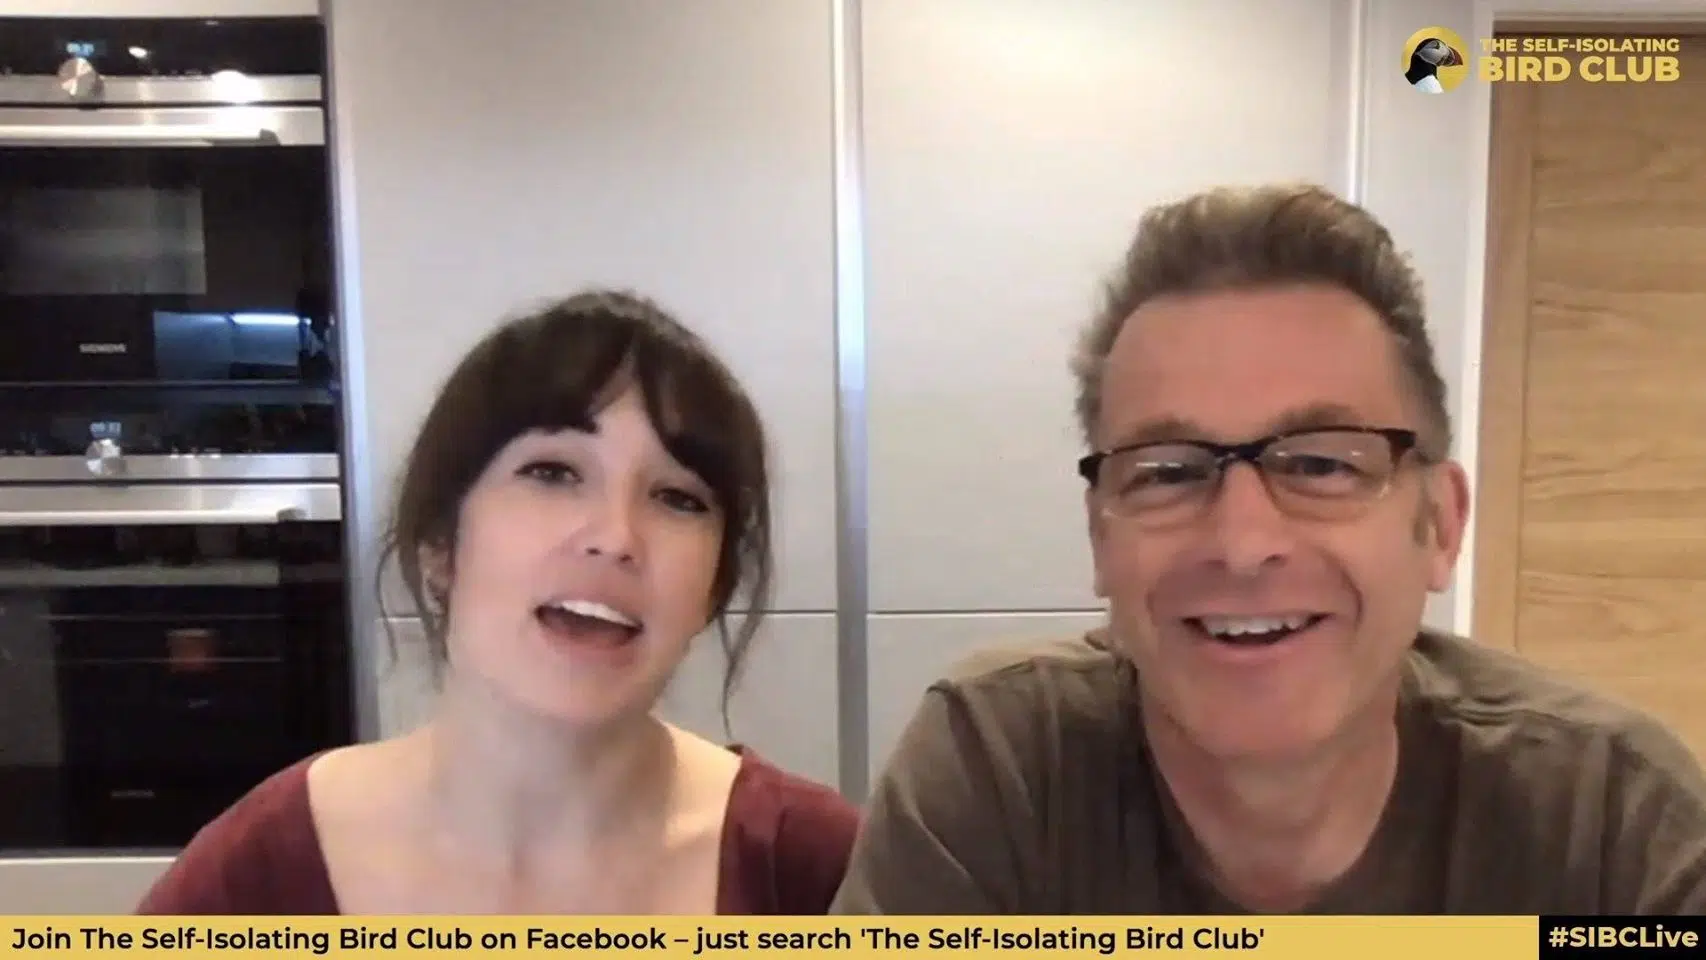 THE SELF-ISOLATING
BIRD CLUB
SIEMENS
Join The Self-Isolating Bird Club on Facebook – just search 'The Self-Isolating Bird Club'
#SIBCLive